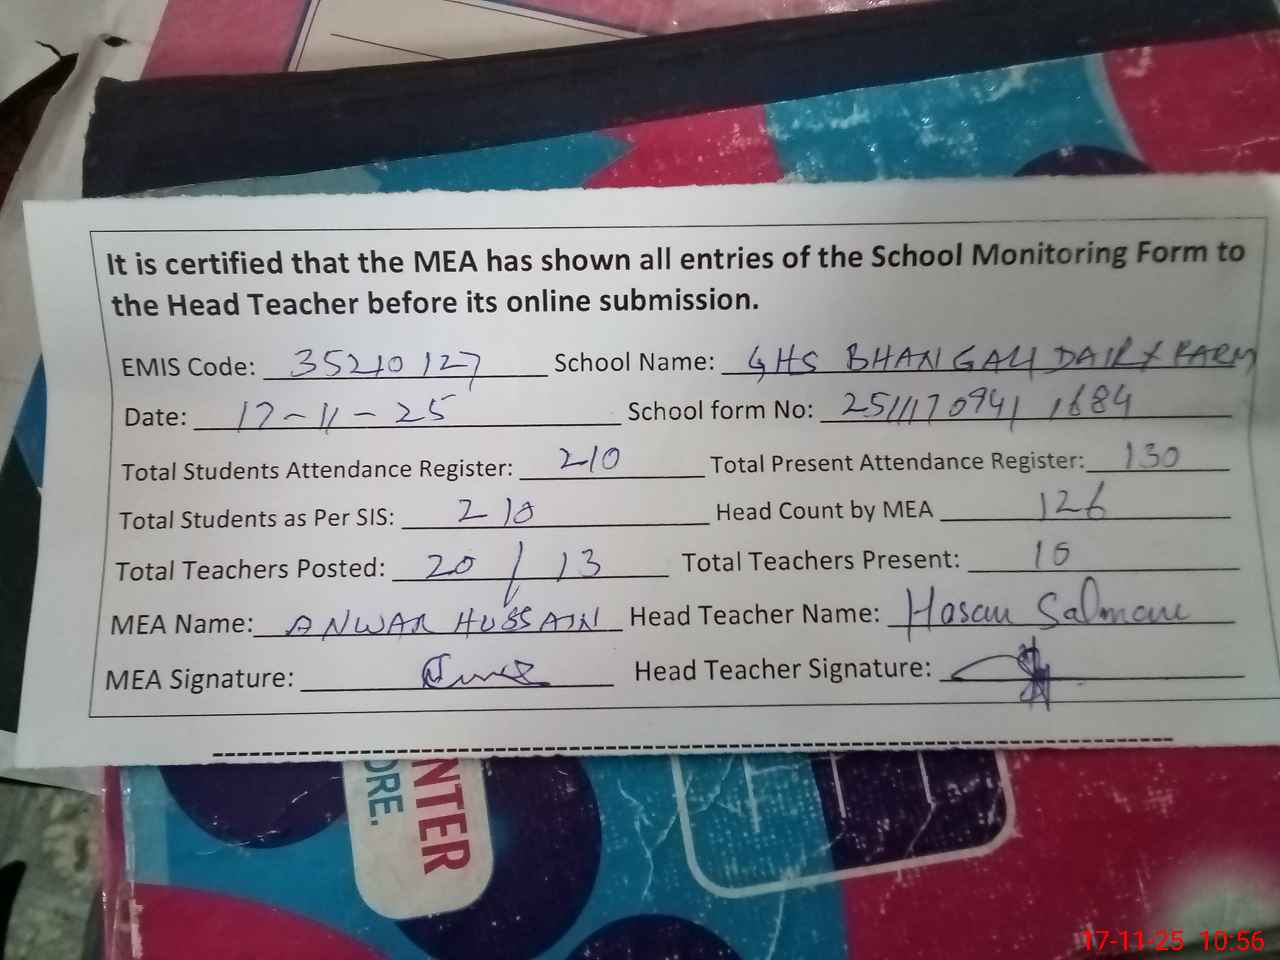 It is certified that the MEA has shown all entries of the School Monitoring Form to
the Head Teacher before its online submission.
EMIS Code: 35210127 School Name: GHS BHANGALI DAIRY FARM
Date: 17-11-25 School form No: 25111709411684
Total Students Attendance Register: 210 Total Present Attendance Register: 130
Total Students as Per SIS: 210 Head Count by MEA 126
Total Teachers Posted: 20 / 13 Total Teachers Present: 10
MEA Name: ANWAR HUSSAIN Head Teacher Name: Hasan Salman
MEA Signature: Head Teacher Signature:
NTER
ORE.
17-11-25 10:56